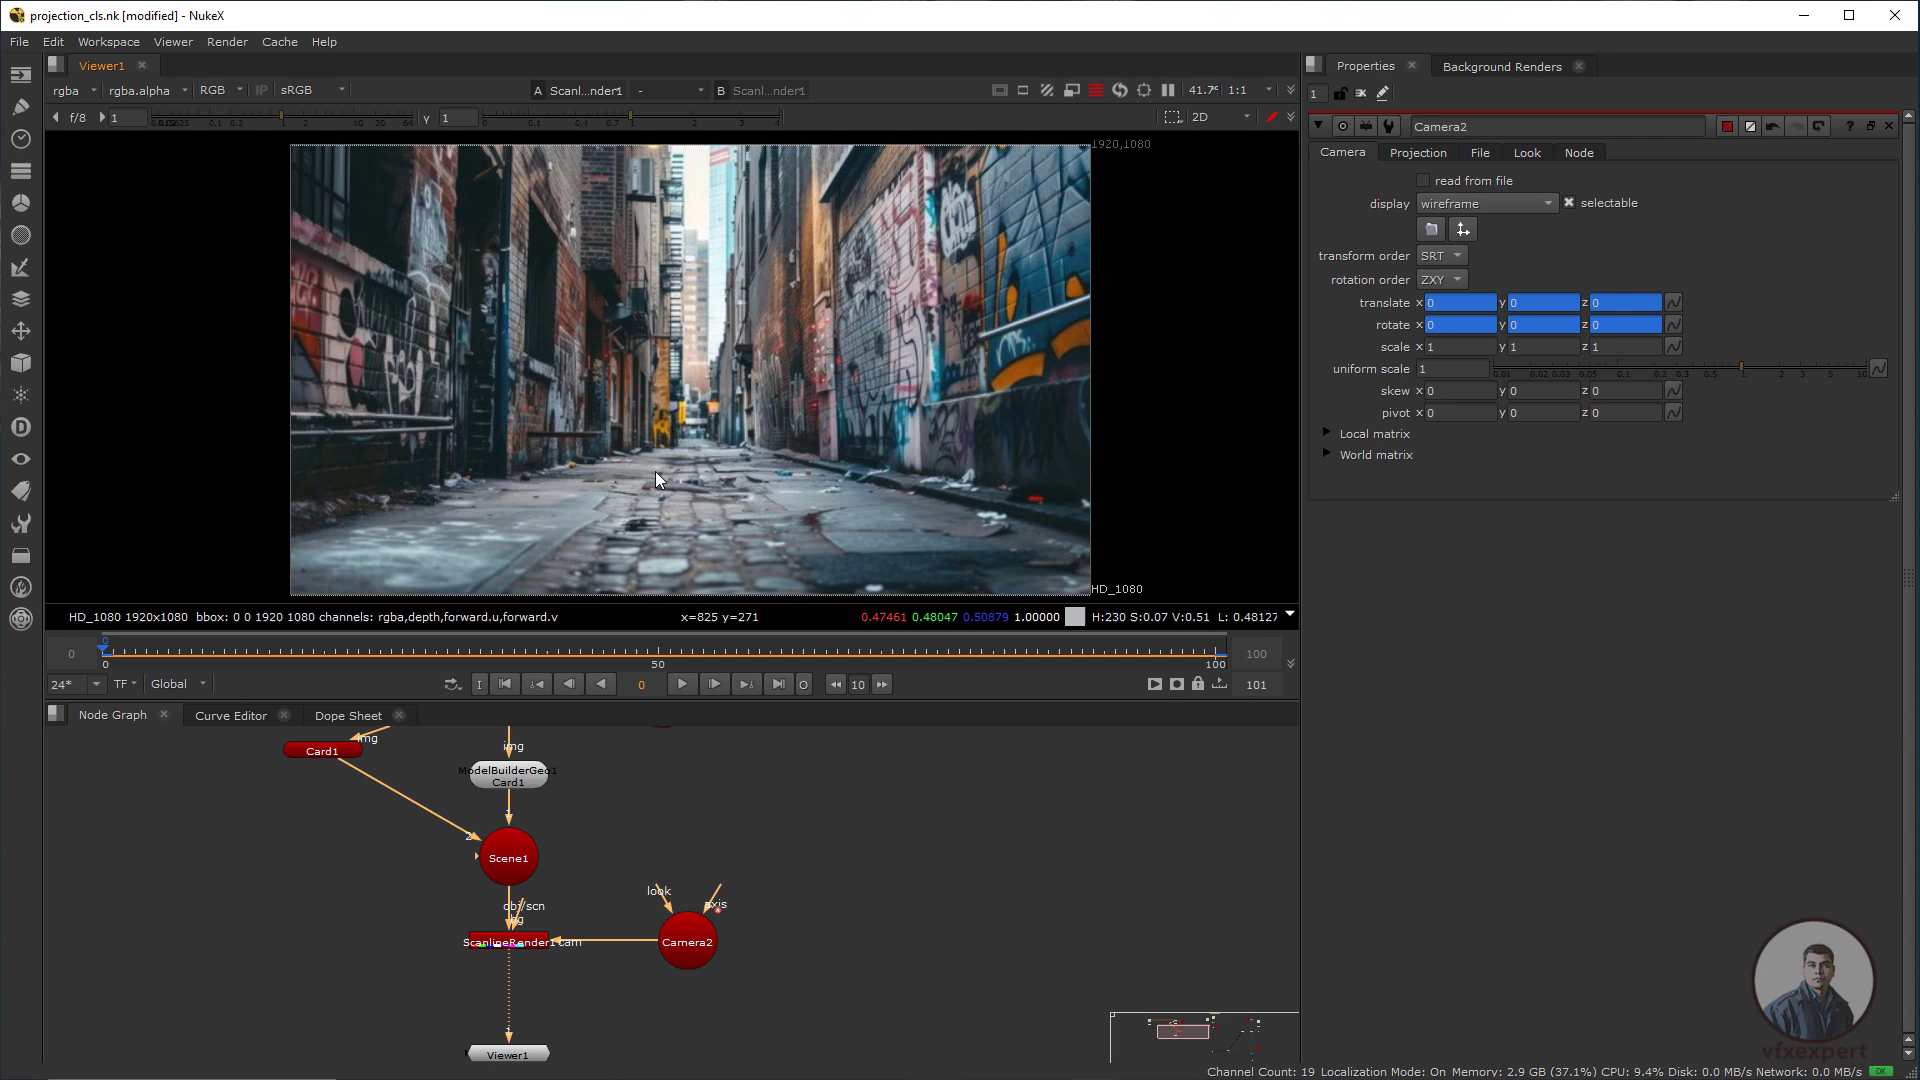 projection_cls.nk [modified] - NukeX
File Edit Workspace Viewer Render Cache Help
Viewer1
rgba rgba.alpha RGB IP sRGB A Scanl...nder1 - B Scanl...nder1 1:1
f/8 1 y 1 2D
1920,1080
HD_1080
HD_1080 1920x1080 bbox: 0 0 1920 1080 channels: rgba,depth,forward.u,forward.v x=825 y=271 0.47461 0.48047 0.50879 1.00000 H:230 S:0.07 V:0.51 L: 0.48127
0 0 100
0 50 100
24* TF Global I 0 O 10 101
Node Graph Curve Editor Dope Sheet
img
Card1
img
ModelBuilderGeo1
Card1
2
Scene1
look
axis
obj/scn
bg
ScanlineRender1 cam
Camera2
Viewer1
Properties Background Renders
1
Camera2
Camera Projection File Look Node
read from file
display wireframe selectable
transform order SRT
rotation order ZXY
translate x 0 y 0 z 0
rotate x 0 y 0 z 0
scale x 1 y 1 z 1
uniform scale 1
skew x 0 y 0 z 0
pivot x 0 y 0 z 0
Local matrix
World matrix
vfxexpert
Channel Count: 19 Localization Mode: On Memory: 2.9 GB (37.1%) CPU: 9.4% Disk: 0.0 MB/s Network: 0.0 MB/s OK